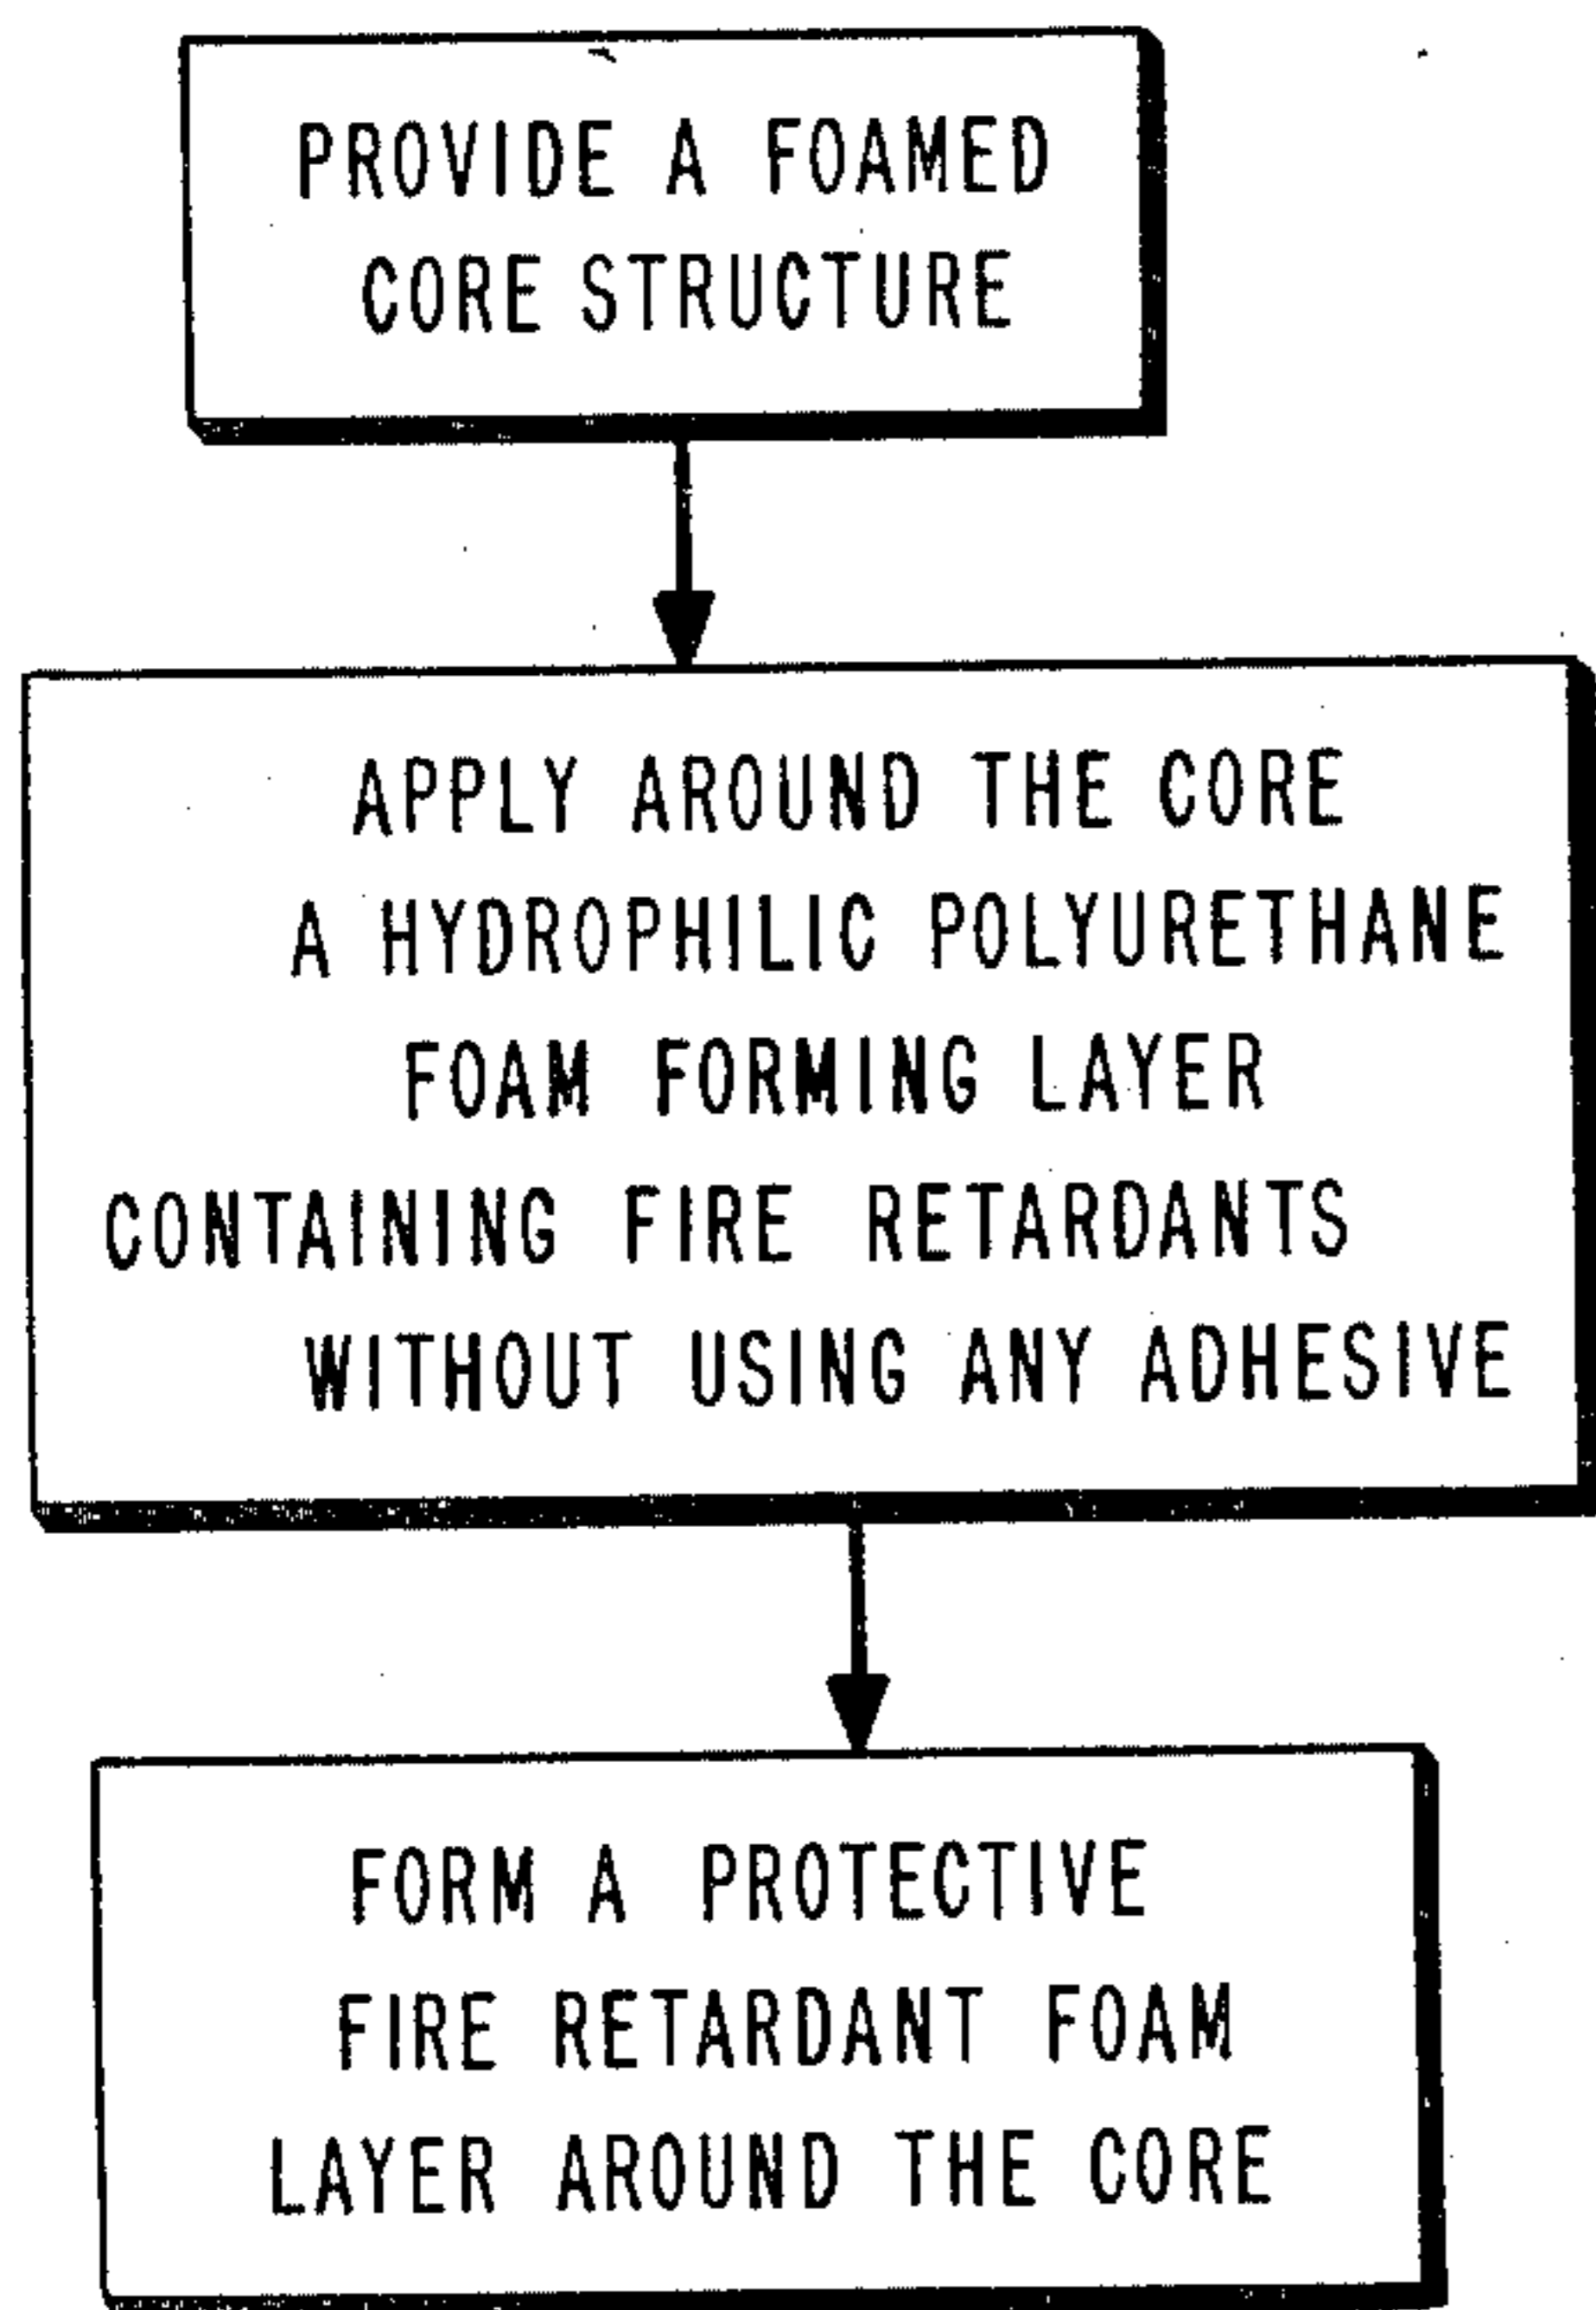 PROVIDE A FOAMED
CORE STRUCTURE
APPLY AROUND THE CORE
A HYDROPHILIC POLYURETHANE
FOAM FORMING LAYER
CONTAINING FIRE RETARDANTS
WITHOUT USING ANY ADHESIVE
FORM A PROTECTIVE
FIRE RETARDANT FOAM
LAYER AROUND THE CORE